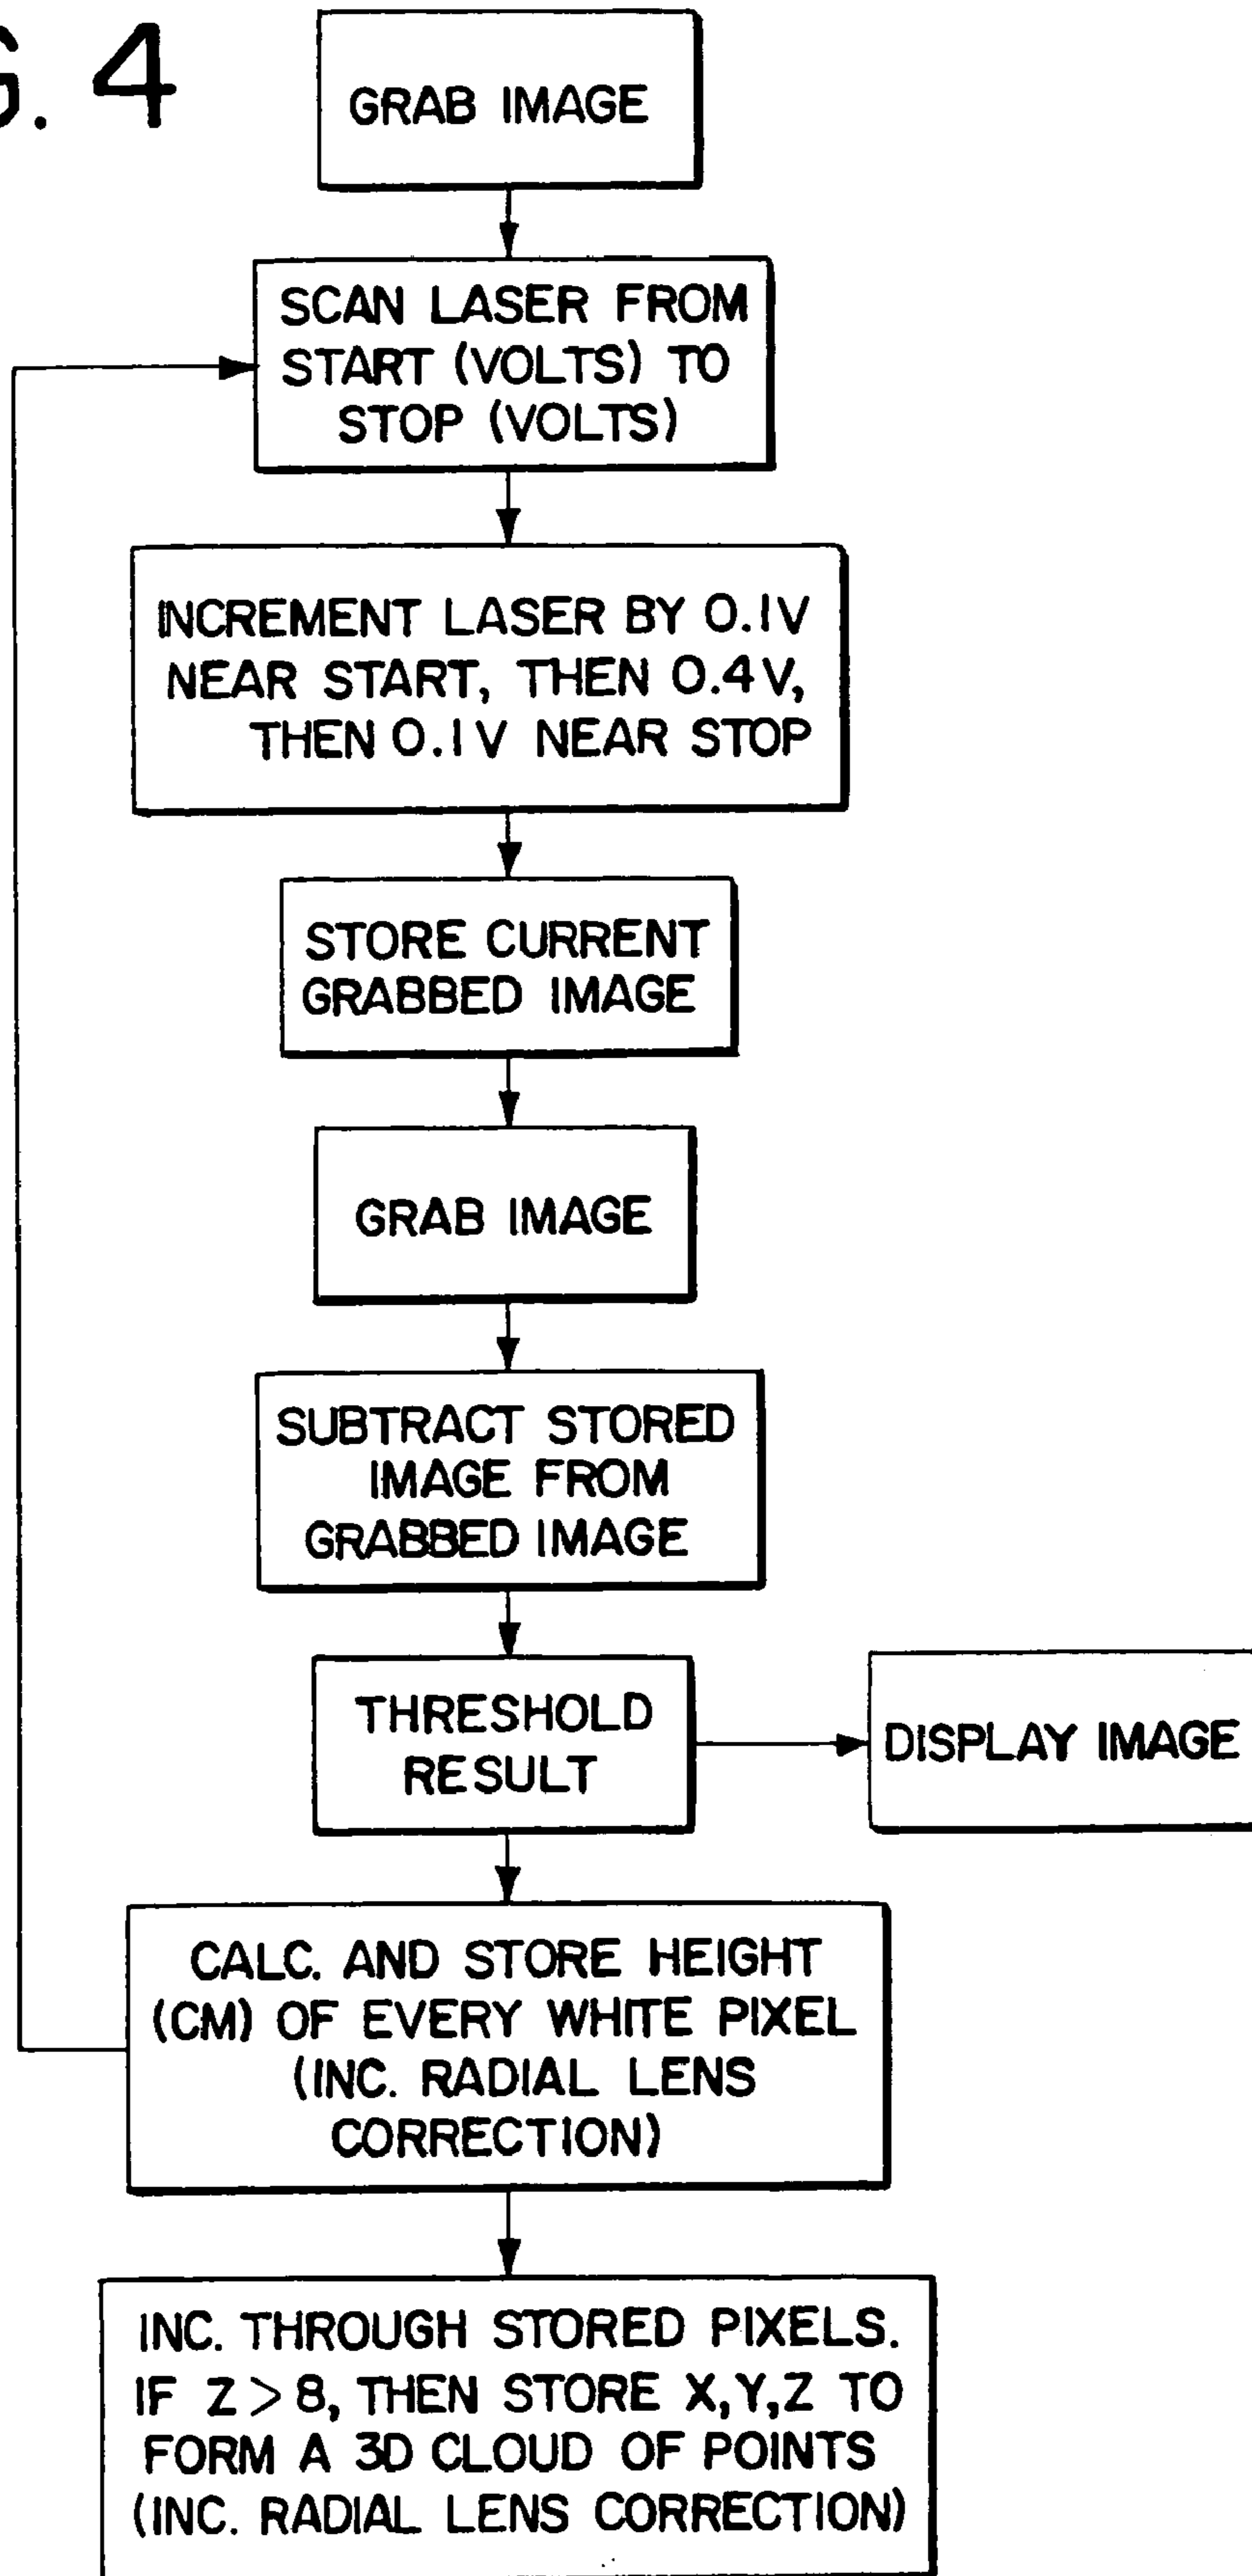 G. 4
GRAB IMAGE
SCAN LASER FROM
START (VOLTS) TO
STOP (VOLTS)
INCREMENT LASER BY 0.1V
NEAR START, THEN 0.4V,
THEN 0.1V NEAR STOP
STORE CURRENT
GRABBED IMAGE
GRAB IMAGE
SUBTRACT STORED
IMAGE FROM
GRABBED IMAGE
THRESHOLD
RESULT
DISPLAY IMAGE
CALC. AND STORE HEIGHT
(CM) OF EVERY WHITE PIXEL
(INC. RADIAL LENS
CORRECTION)
INC. THROUGH STORED PIXELS.
IF Z > 8, THEN STORE X,Y,Z TO
FORM A 3D CLOUD OF POINTS
(INC. RADIAL LENS CORRECTION)